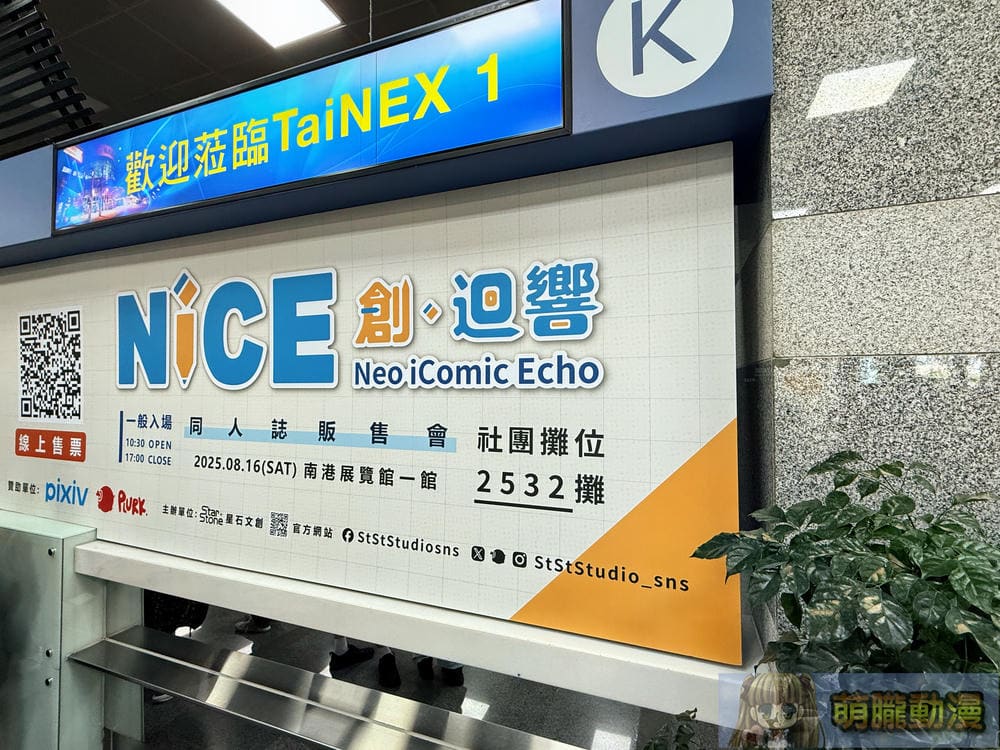 K
歡迎蒞臨TaiNEX 1
NiCE 創·迴響
Neo iComic Echo
線上售票
一般入場
10:30 OPEN
17:00 CLOSE
同人誌販售會
2025.08.16(SAT) 南港展覽館一館
社團攤位
2532攤
贊助單位: pixiv PLURK
主辦單位: Star Stone 星石文創 官方網站 StStStudiosns StStStudio_sns
萌朧動漫